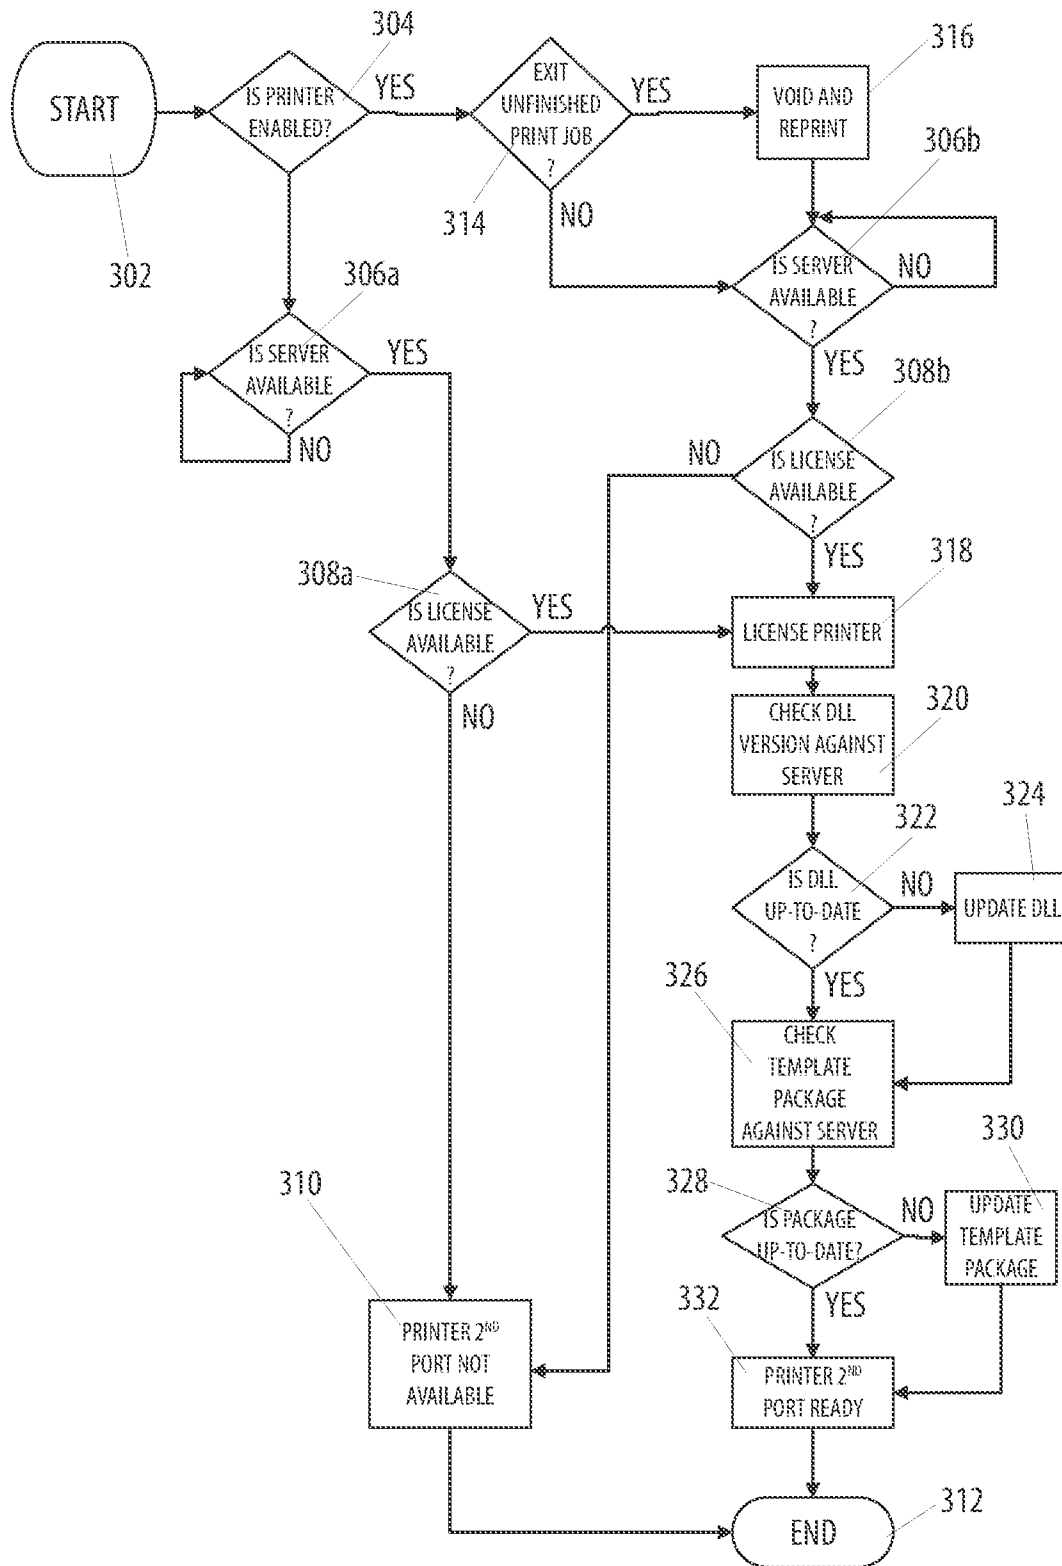 304
316
START
IS PRINTER
ENABLED?
YES
EXIT
UNFINISHED
PRINT JOB
?
YES
VOID AND
REPRINT
314
NO
306b
302
306a
IS SERVER
AVAILABLE
?
NO
IS SERVER
AVAILABLE
?
YES
NO
YES
308b
NO
IS LICENSE
AVAILABLE
?
YES
308a
IS LICENSE
AVAILABLE
?
YES
NO
318
LICENSE PRINTER
320
CHECK DLL
VERSION AGAINST
SERVER
324
322
IS DLL
UP-TO-DATE
?
NO
UPDATE DLL
YES
326
CHECK
TEMPLATE
PACKAGE
AGAINST SERVER
330
310
328
IS PACKAGE
UP-TO-DATE?
NO
UPDATE
TEMPLATE
PACKAGE
YES
332
PRINTER 2ND
PORT NOT
AVAILABLE
PRINTER 2ND
PORT READY
312
END